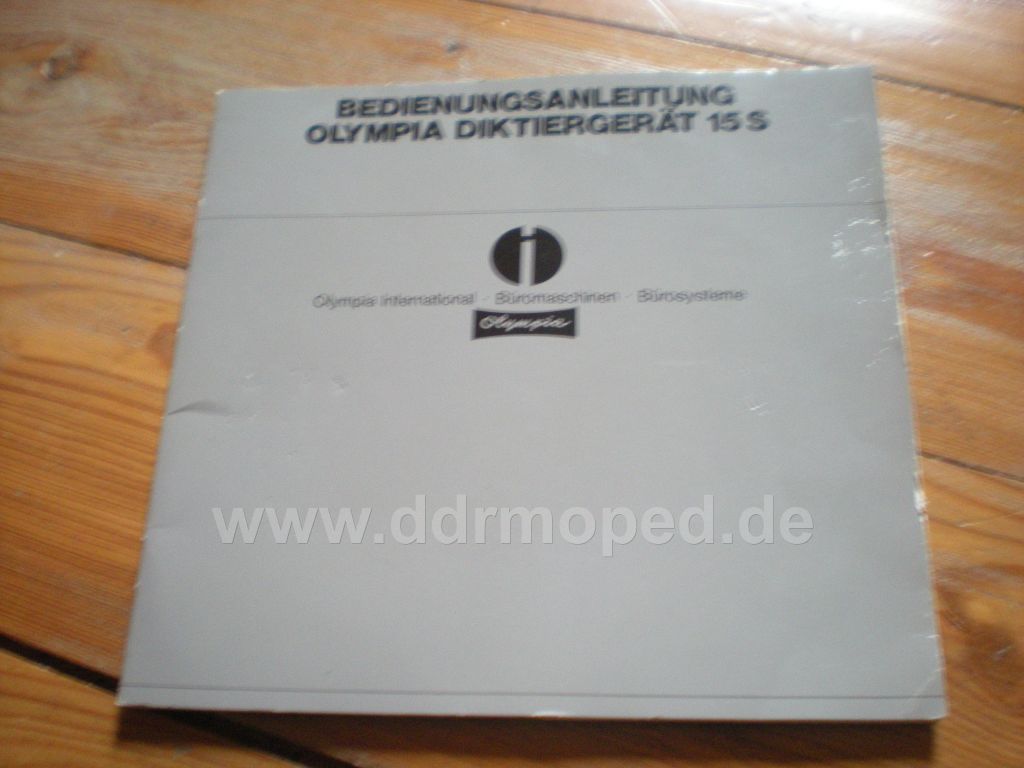 BEDIENUNGSANLEITUNG
OLYMPIA DIKTIERGERÄT 15 S
i
Olympia International · Büromaschinen · Bürosysteme
Olympia
www.ddrmoped.de